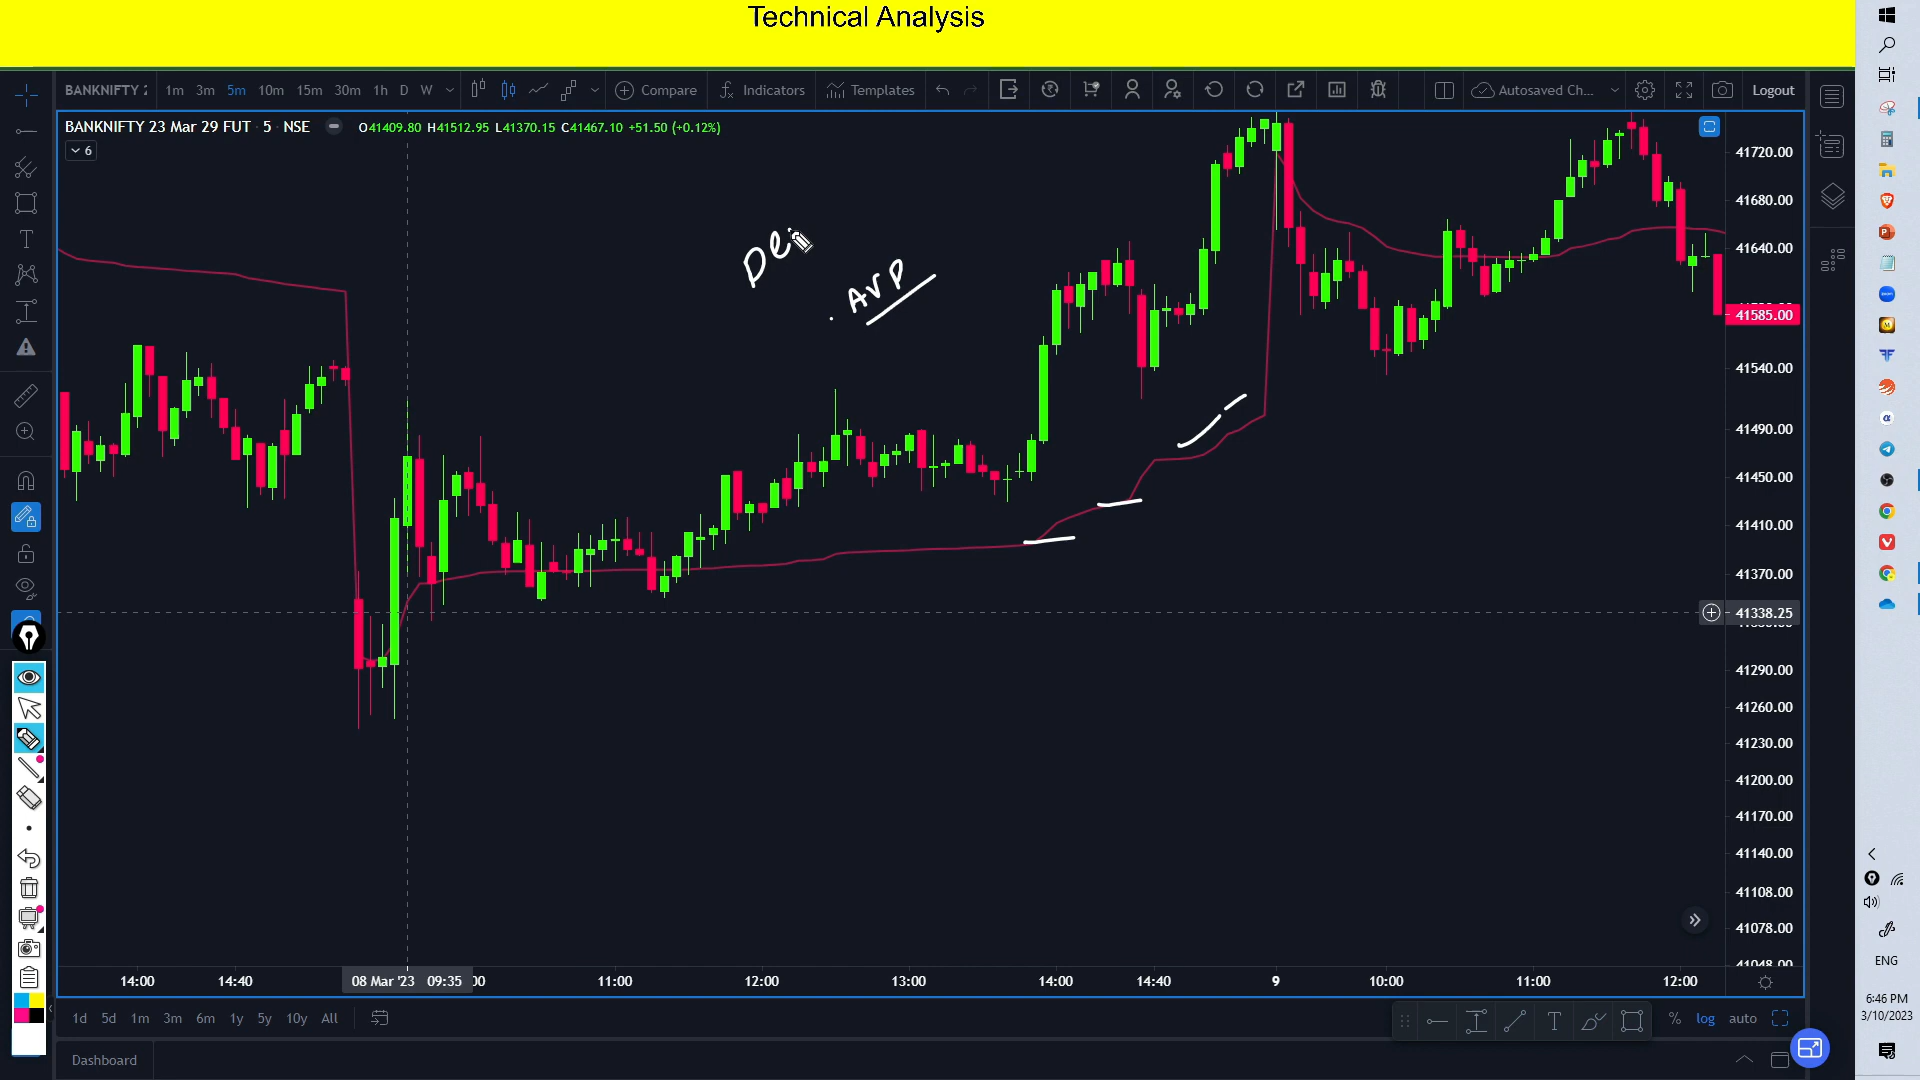 Technical Analysis
BANKNIFTY 2 1m 3m 5m 10m 15m 30m 1h D W Compare Indicators Templates Autosaved Ch... Logout
BANKNIFTY 23 Mar 29 FUT · 5 · NSE O41409.80 H41512.95 L41370.15 C41467.10 +51.50 (+0.12%)
6
41720.00
41680.00
41640.00
41585.00
41540.00
41490.00
41450.00
41410.00
41370.00
41338.25
41290.00
41260.00
41230.00
41200.00
41170.00
41140.00
41108.00
41078.00
41048.00
AVP
14:00 14:40 08 Mar '23 09:35 11:00 12:00 13:00 14:00 14:40 9 10:00 11:00 12:00
1d 5d 1m 3m 6m 1y 5y 10y All % log auto
Dashboard
ENG
6:46 PM
3/10/2023